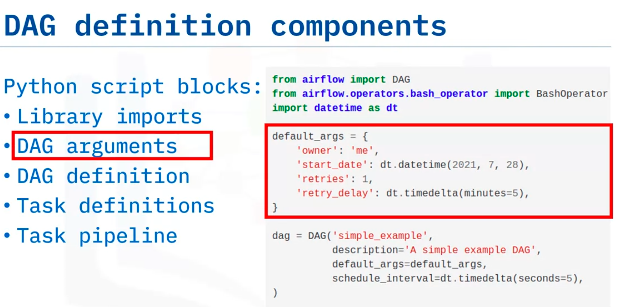 DAG definition components
Python script blocks:
• Library imports
• DAG arguments
• DAG definition
• Task definitions
• Task pipeline
from airflow import DAG
from airflow.operators.bash_operator import BashOperator
import datetime as dt
default_args = {
    'owner': 'me',
    'start_date': dt.datetime(2021, 7, 28),
    'retries': 1,
    'retry_delay': dt.timedelta(minutes=5),
}
dag = DAG('simple_example',
          description='A simple example DAG',
          default_args=default_args,
          schedule_interval=dt.timedelta(seconds=5),
)